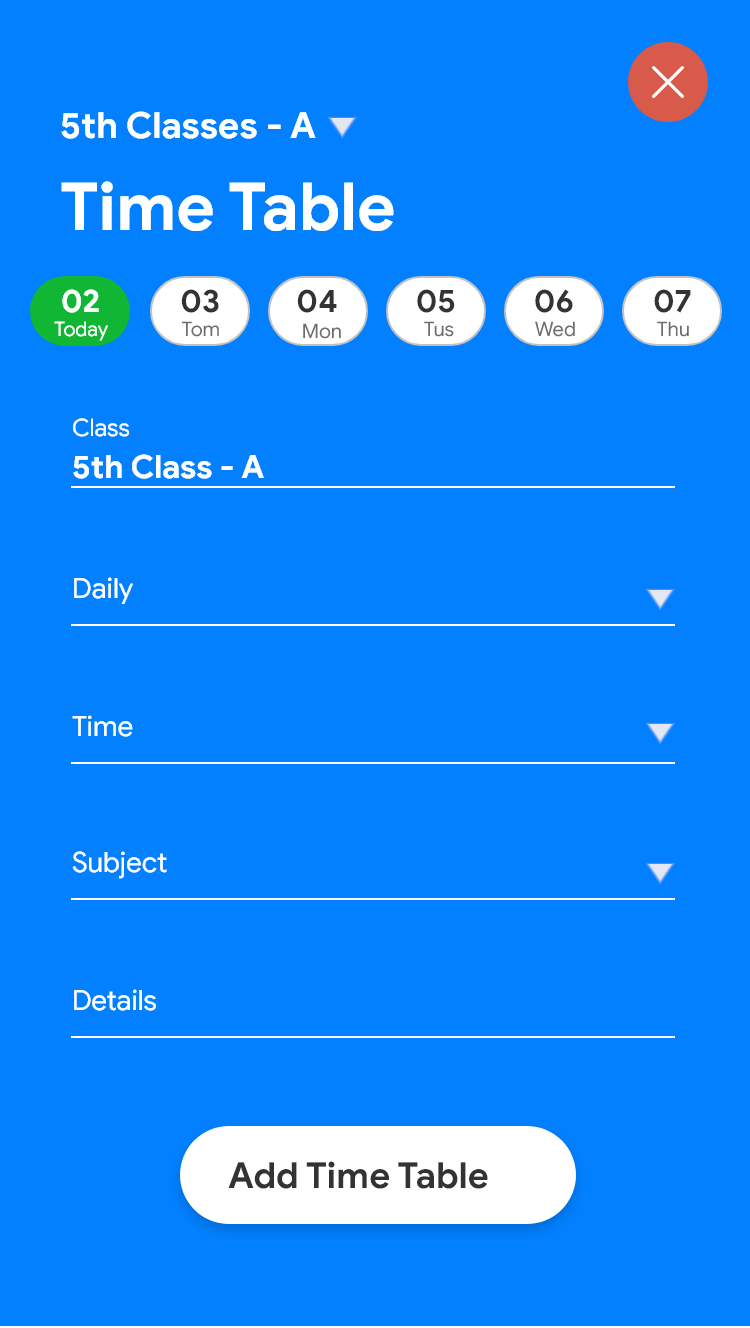 5th Classes - A
Time Table
02 03 04 05 06 07
Today Tom Mon Tus Wed Thu
Class
5th Class - A
Daily
Time
Subject
Details
Add Time Table